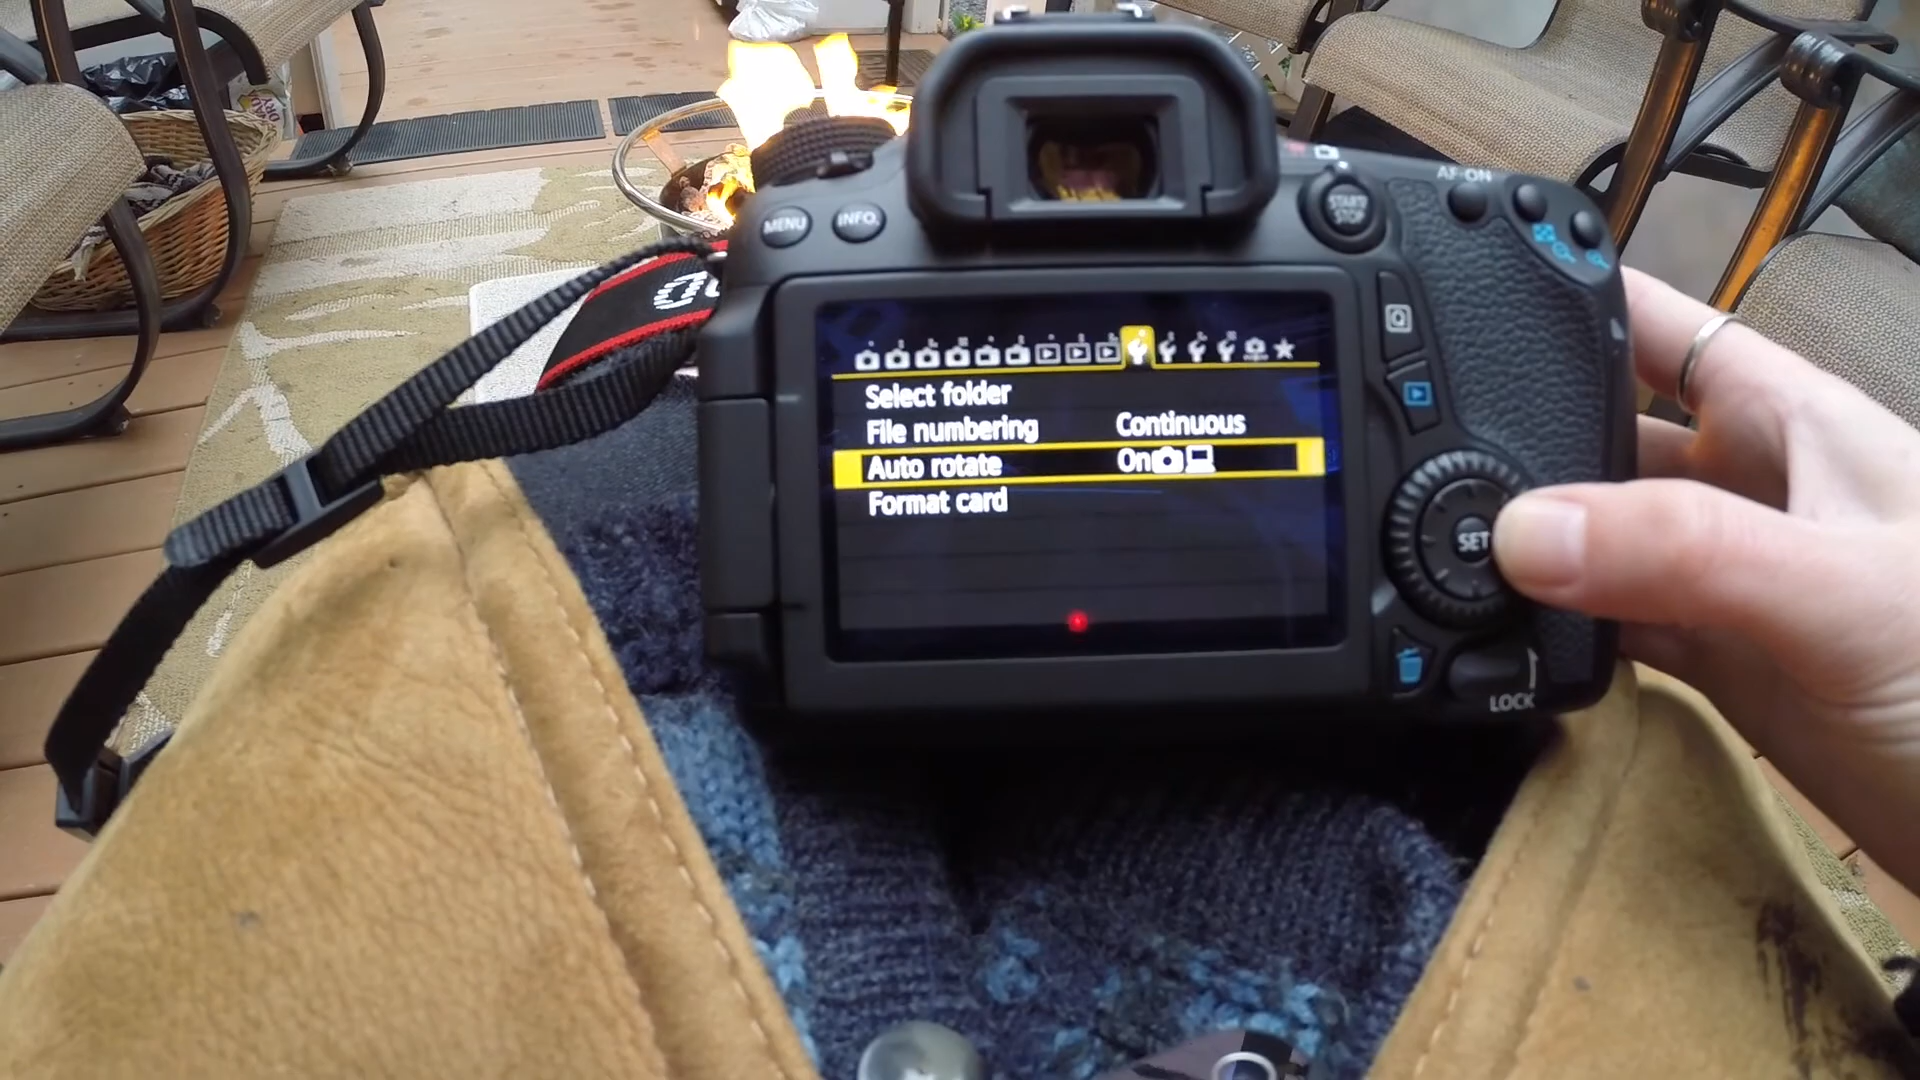 AF-ON
MENU
INFO.
START/
STOP
Q
Select folder
File numbering Continuous
Auto rotate On
Format card
SET
LOCK